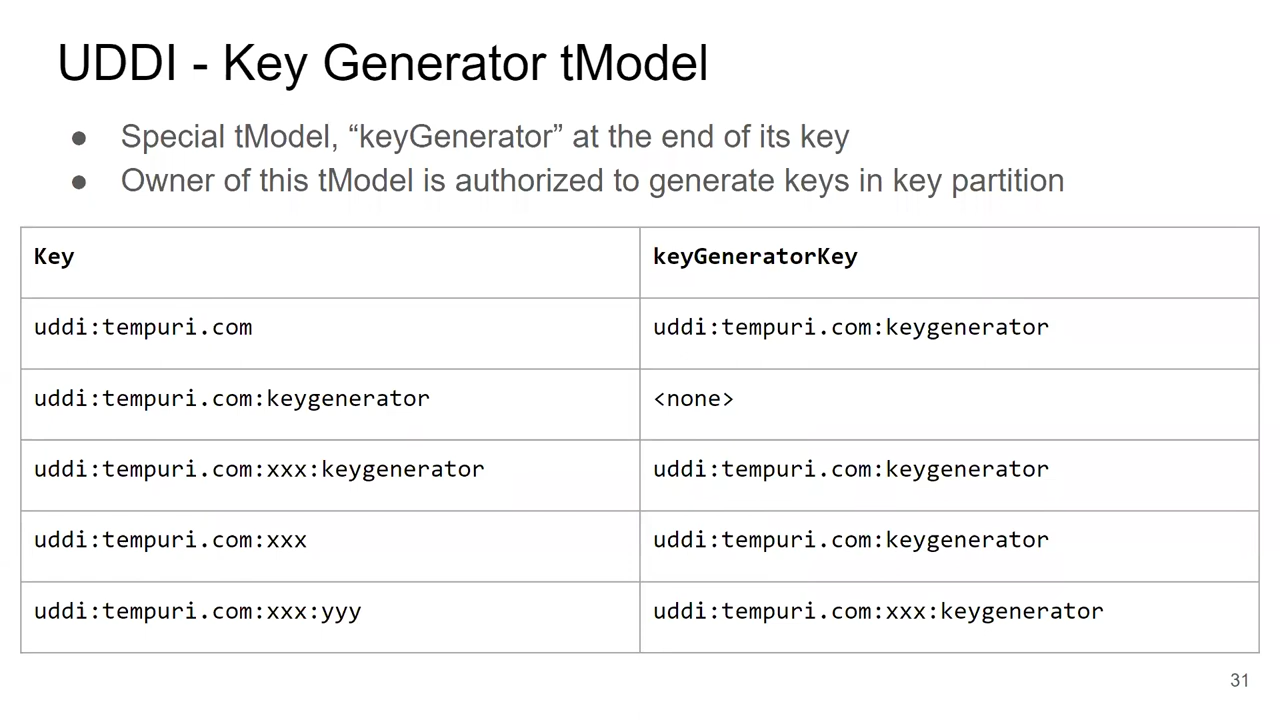 UDDI - Key Generator tModel
● Special tModel, “keyGenerator” at the end of its key
● Owner of this tModel is authorized to generate keys in key partition
Key keyGeneratorKey
uddi:tempuri.com uddi:tempuri.com:keygenerator
uddi:tempuri.com:keygenerator <none>
uddi:tempuri.com:xxx:keygenerator uddi:tempuri.com:keygenerator
uddi:tempuri.com:xxx uddi:tempuri.com:keygenerator
uddi:tempuri.com:xxx:yyy uddi:tempuri.com:xxx:keygenerator
31